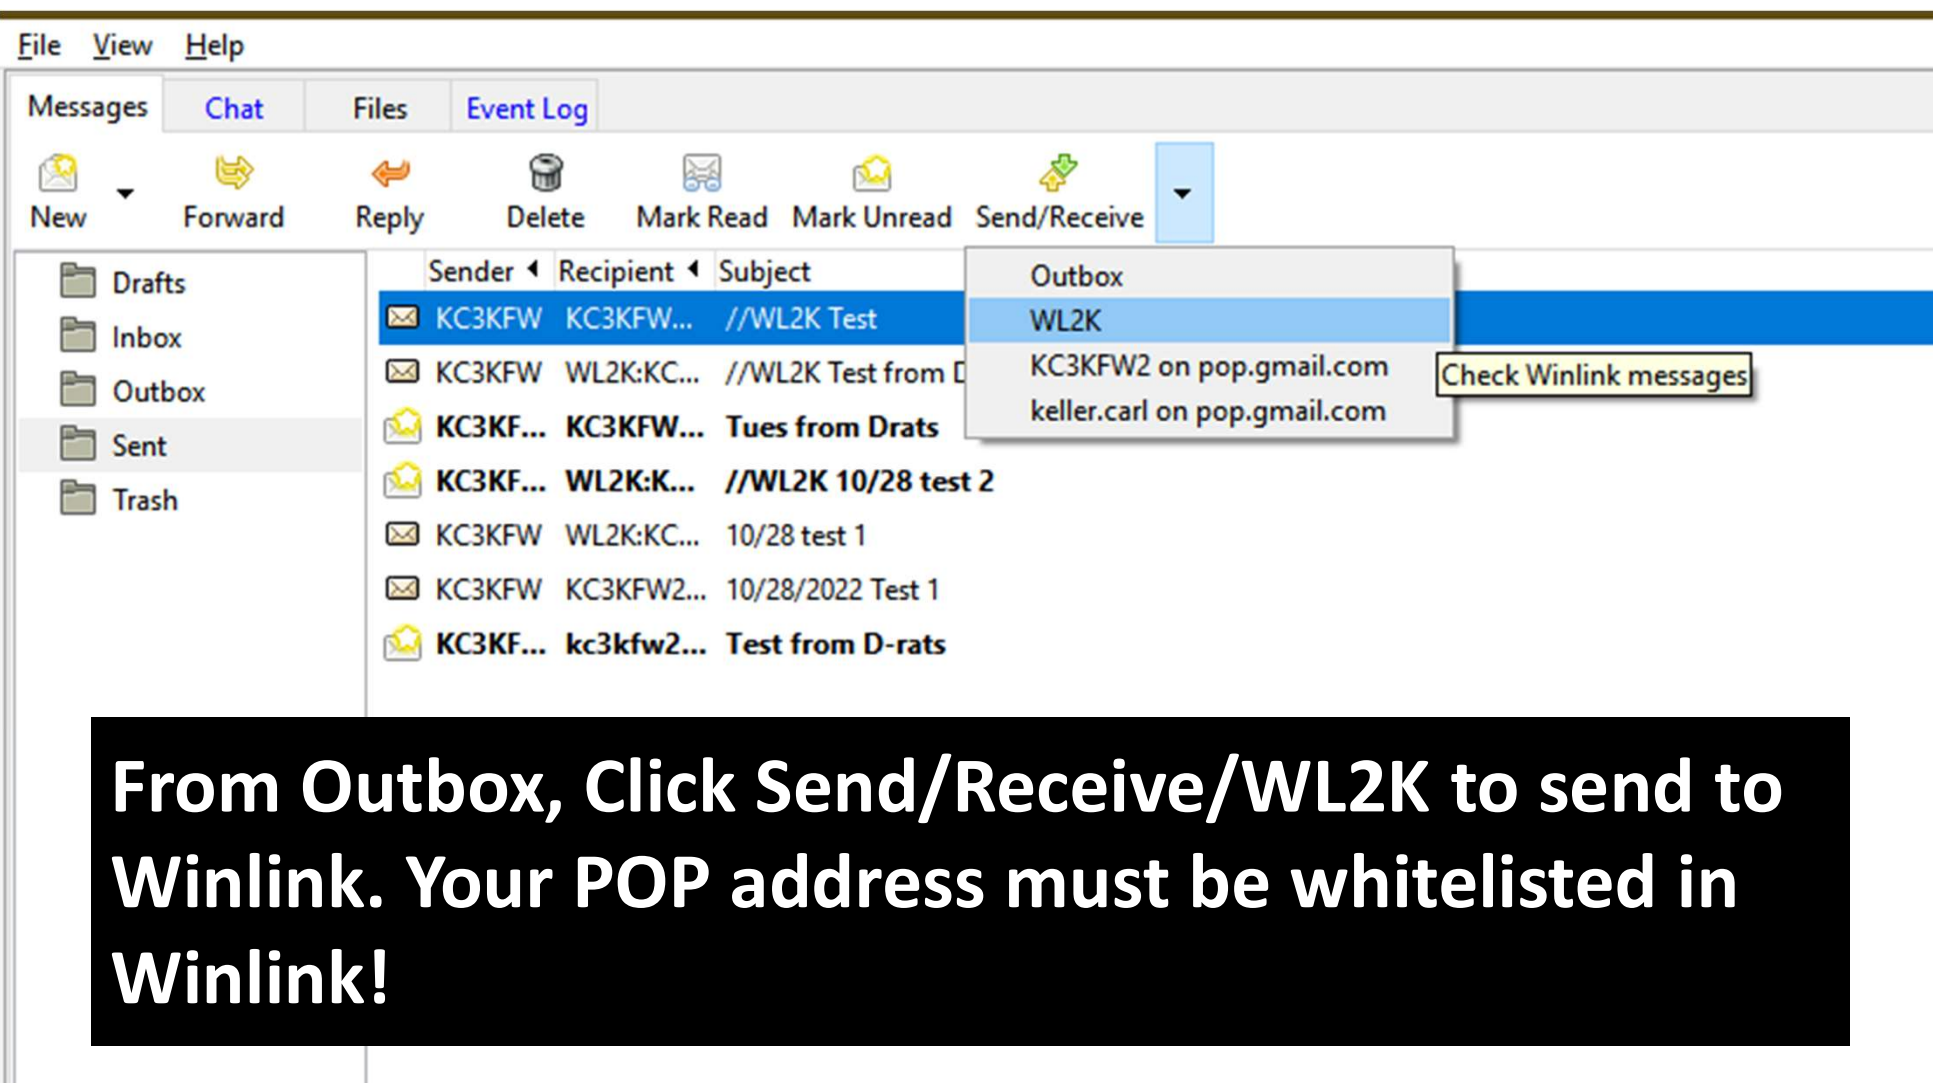 File View Help
Messages Chat Files Event Log
New Forward Reply Delete Mark Read Mark Unread Send/Receive
Drafts
Inbox
Outbox
Sent
Trash
Sender Recipient Subject
KC3KFW KC3KFW... //WL2K Test
KC3KFW WL2K:KC... //WL2K Test from
KC3KF... KC3KFW... Tues from Drats
KC3KF... WL2K:K... //WL2K 10/28 test 2
KC3KFW WL2K:KC... 10/28 test 1
KC3KFW KC3KFW2... 10/28/2022 Test 1
KC3KF... kc3kfw2... Test from D-rats
Outbox
WL2K
KC3KFW2 on pop.gmail.com
keller.carl on pop.gmail.com
Check Winlink messages
From Outbox, Click Send/Receive/WL2K to send to
Winlink. Your POP address must be whitelisted in
Winlink!